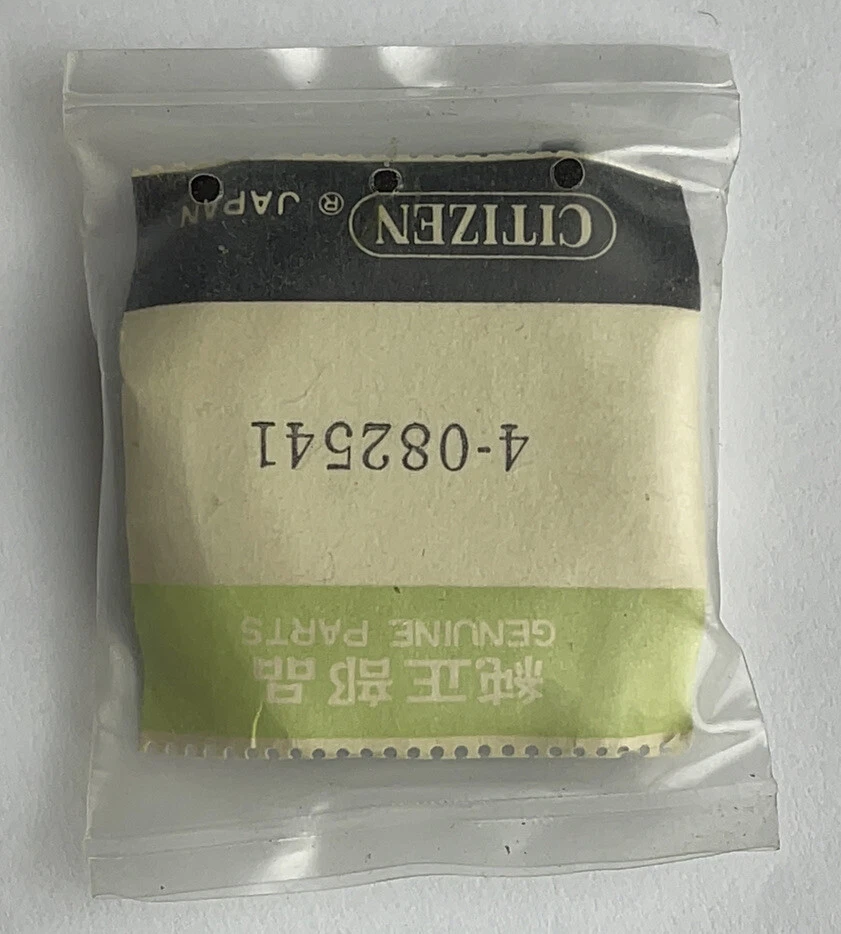 純正部品
GENUINE PARTS
4-082541
CITIZEN ® JAPAN